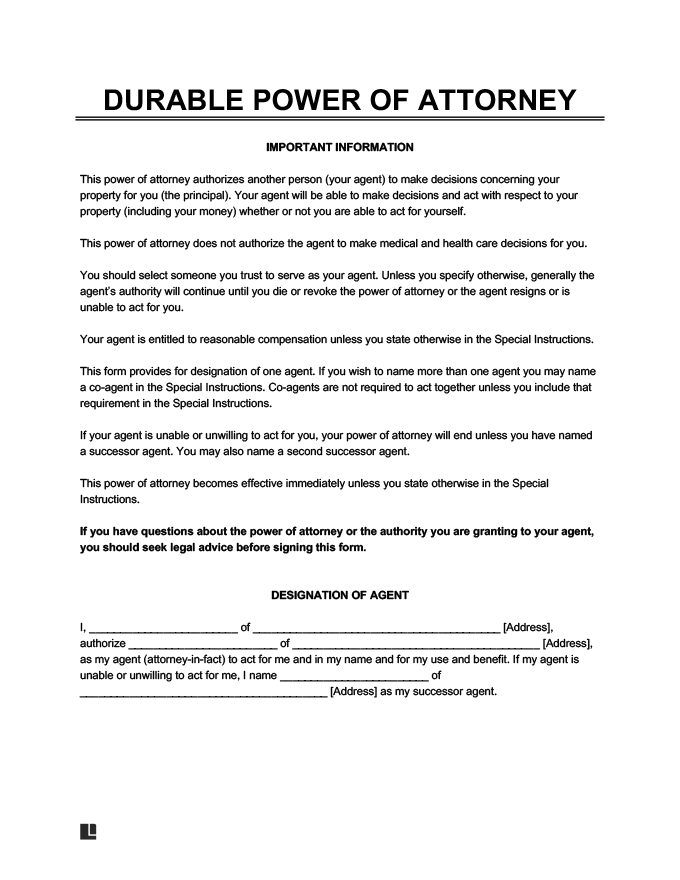 DURABLE POWER OF ATTORNEY
IMPORTANT INFORMATION
This power of attorney authorizes another person (your agent) to make decisions concerning your
property for you (the principal). Your agent will be able to make decisions and act with respect to your
property (including your money) whether or not you are able to act for yourself.
This power of attorney does not authorize the agent to make medical and health care decisions for you.
You should select someone you trust to serve as your agent. Unless you specify otherwise, generally the
agent's authority will continue until you die or revoke the power of attorney or the agent resigns or is
unable to act for you.
Your agent is entitled to reasonable compensation unless you state otherwise in the Special Instructions.
This form provides for designation of one agent. If you wish to name more than one agent you may name
a co-agent in the Special Instructions. Co-agents are not required to act together unless you include that
requirement in the Special Instructions.
If your agent is unable or unwilling to act for you, your power of attorney will end unless you have named
a successor agent. You may also name a second successor agent.
This power of attorney becomes effective immediately unless you state otherwise in the Special
Instructions.
If you have questions about the power of attorney or the authority you are granting to your agent,
you should seek legal advice before signing this form.
DESIGNATION OF AGENT
I, ________________________ of ________________________________________ [Address],
authorize ________________________ of ________________________________________ [Address],
as my agent (attorney-in-fact) to act for me and in my name and for my use and benefit. If my agent is
unable or unwilling to act for me, I name ________________________ of
________________________________________ [Address] as my successor agent.